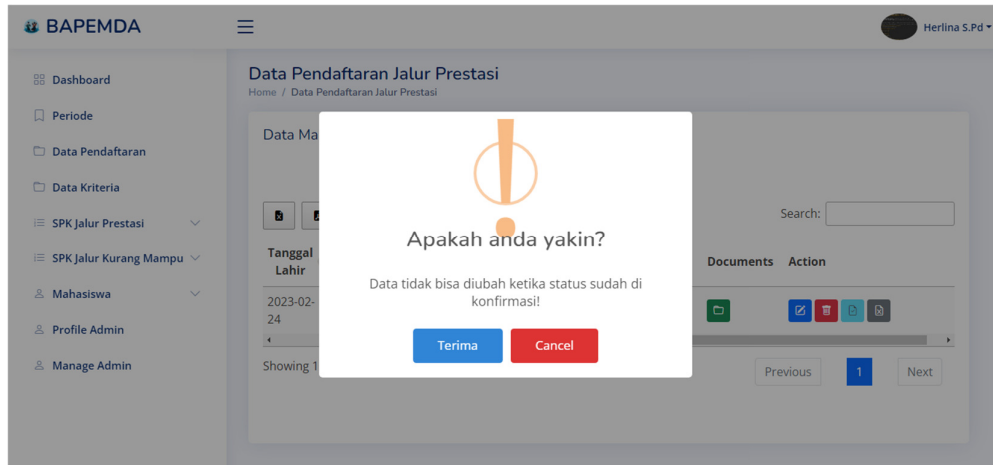 BAPEMDA
Herlina S.Pd
Dashboard
Periode
Data Pendaftaran
Data Kriteria
SPK Jalur Prestasi
SPK Jalur Kurang Mampu
Mahasiswa
Profile Admin
Manage Admin
Data Pendaftaran Jalur Prestasi
Home / Data Pendaftaran Jalur Prestasi
Data Ma
Search:
Tanggal
Lahir
Documents Action
2023-02-
24
Showing 1
Previous 1 Next
!
Apakah anda yakin?
Data tidak bisa diubah ketika status sudah di
konfirmasi!
Terima Cancel